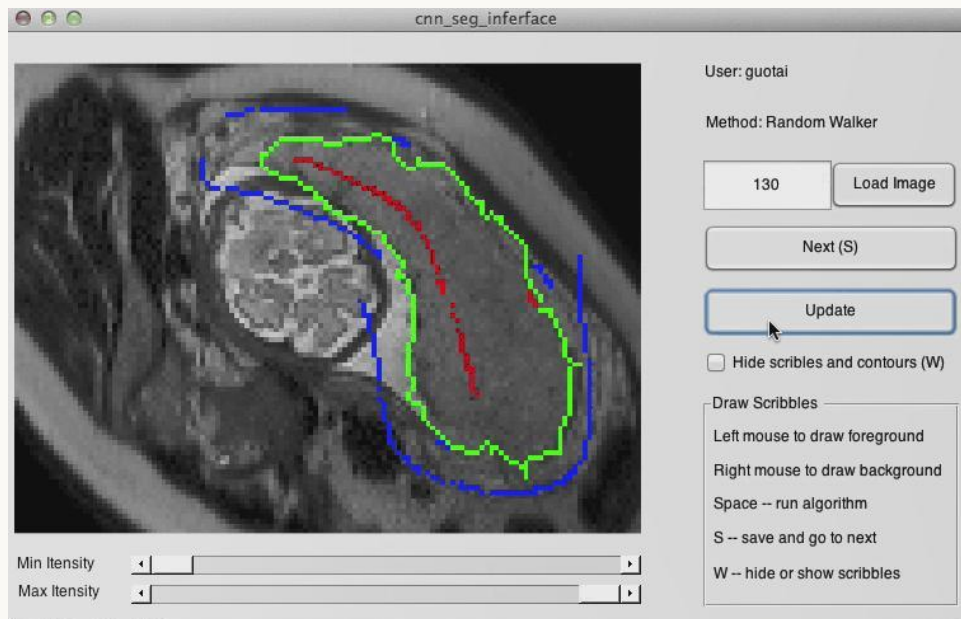 cnn_seg_inferface
User: guotai
Method: Random Walker
130
Load Image
Next (S)
Update
Hide scribles and contours (W)
Draw Scribbles
Left mouse to draw foreground
Right mouse to draw background
Space -- run algorithm
S -- save and go to next
W -- hide or show scribbles
Min Itensity
Max Itensity